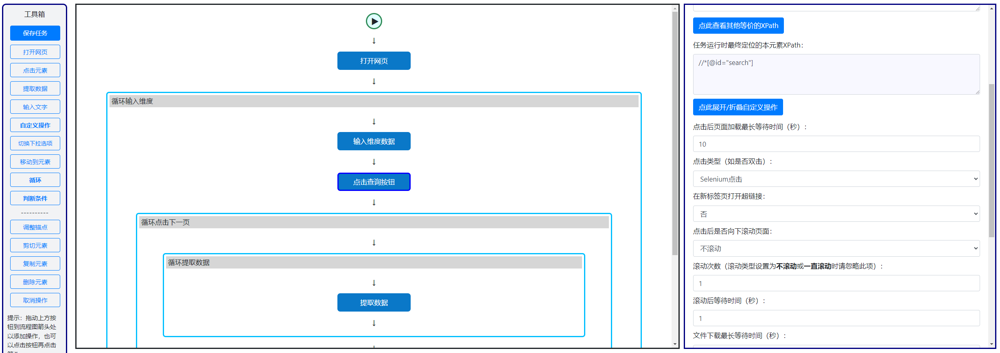 工具箱
保存任务
打开网页
点击元素
提取数据
输入文字
自定义操作
切换下拉选项
移动到元素
循环
判断条件
----------
调整锚点
剪切元素
复制元素
删除元素
取消操作
提示：拖动上方按
钮到流程图箭头处
以添加操作，也可
以点击按钮再点击
↓
打开网页
↓
循环输入维度
↓
输入维度数据
↓
点击查询按钮
↓
循环点击下一页
↓
循环提取数据
↓
提取数据
↓
点此查看其他等价的XPath
任务运行时最终定位的本元素XPath：
//*[@id="search"]
点此展开/折叠自定义操作
点击后页面加载最长等待时间（秒）：
10
点击类型（如是否双击）：
Selenium点击
在新标签页打开超链接：
否
点击后是否向下滚动页面：
不滚动
滚动次数（滚动类型设置为不滚动或一直滚动时请忽略此项）：
1
滚动后等待时间（秒）：
1
文件下载最长等待时间（秒）：